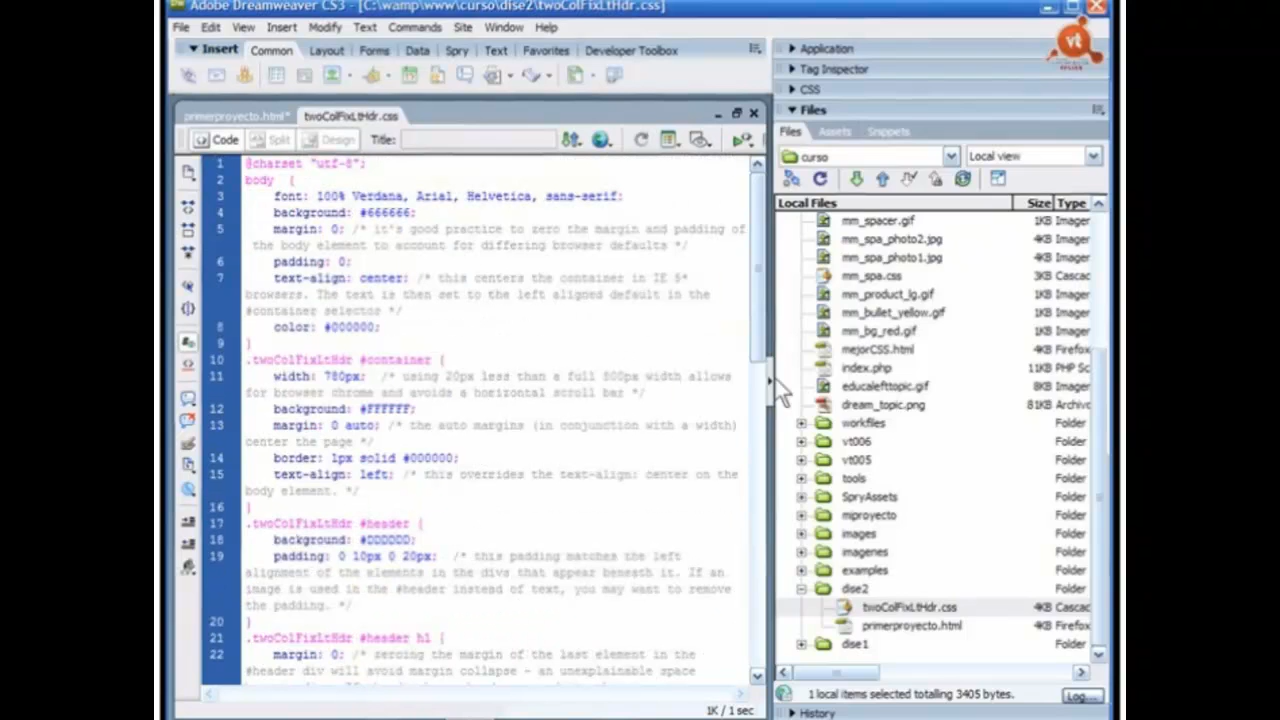 Adobe Dreamweaver CS3 - [C:\wamp\www\curso\dise2\twoColFixLtHdr.css]
File Edit View Insert Modify Text Commands Site Window Help
Insert Common Layout Forms Data Spry Text Favorites Developer Toolbox
primerproyecto.html* twoColFixLtHdr.css
Code Split Design Title:
1 @charset "utf-8";
2 body {
3 font: 100% Verdana, Arial, Helvetica, sans-serif;
4 background: #666666;
5 margin: 0; /* it's good practice to zero the margin and padding of
the body element to account for differing browser defaults */
6 padding: 0;
7 text-align: center; /* this centers the container in IE 5*
browsers. The text is then set to the left aligned default in the
#container selector */
8 color: #000000;
9 }
10 .twoColFixLtHdr #container {
11 width: 780px; /* using 20px less than a full 800px width allows
for browser chrome and avoids a horizontal scroll bar */
12 background: #FFFFFF;
13 margin: 0 auto; /* the auto margins (in conjunction with a width)
center the page */
14 border: 1px solid #000000;
15 text-align: left; /* this overrides the text-align: center on the
body element. */
16 }
17 .twoColFixLtHdr #header {
18 background: #DDDDDD;
19 padding: 0 10px 0 20px; /* this padding matches the left
alignment of the elements in the divs that appear beneath it. If an
image is used in the #header instead of text, you may want to remove
the padding. */
20 }
21 .twoColFixLtHdr #header h1 {
22 margin: 0; /* zeroing the margin of the last element in the
#header div will avoid margin collapse - an unexplainable space
1K / 1 sec
vt
Application
Tag Inspector
CSS
Files
Files Assets Snippets
curso Local view
Local Files Size Type
mm_spacer.gif 1KB Imager
mm_spa_photo2.jpg 4KB Imager
mm_spa_photo1.jpg 4KB Imager
mm_spa.css 3KB Cascad
mm_product_lg.gif 1KB Imager
mm_bullet_yellow.gif 1KB Imager
mm_bg_red.gif 1KB Imager
mejorCSS.html 4KB Firefox
index.php 11KB PHP Sc
educalefttopic.gif 8KB Imager
dream_topic.png 81KB Archivo
workfiles Folder
vt006 Folder
vt005 Folder
tools Folder
SpryAssets Folder
miproyecto Folder
images Folder
imagenes Folder
examples Folder
dise2 Folder
twoColFixLtHdr.css 4KB Cascad
primerproyecto.html 4KB Firefox
dise1 Folder
1 local items selected totalling 3405 bytes. Log...
History